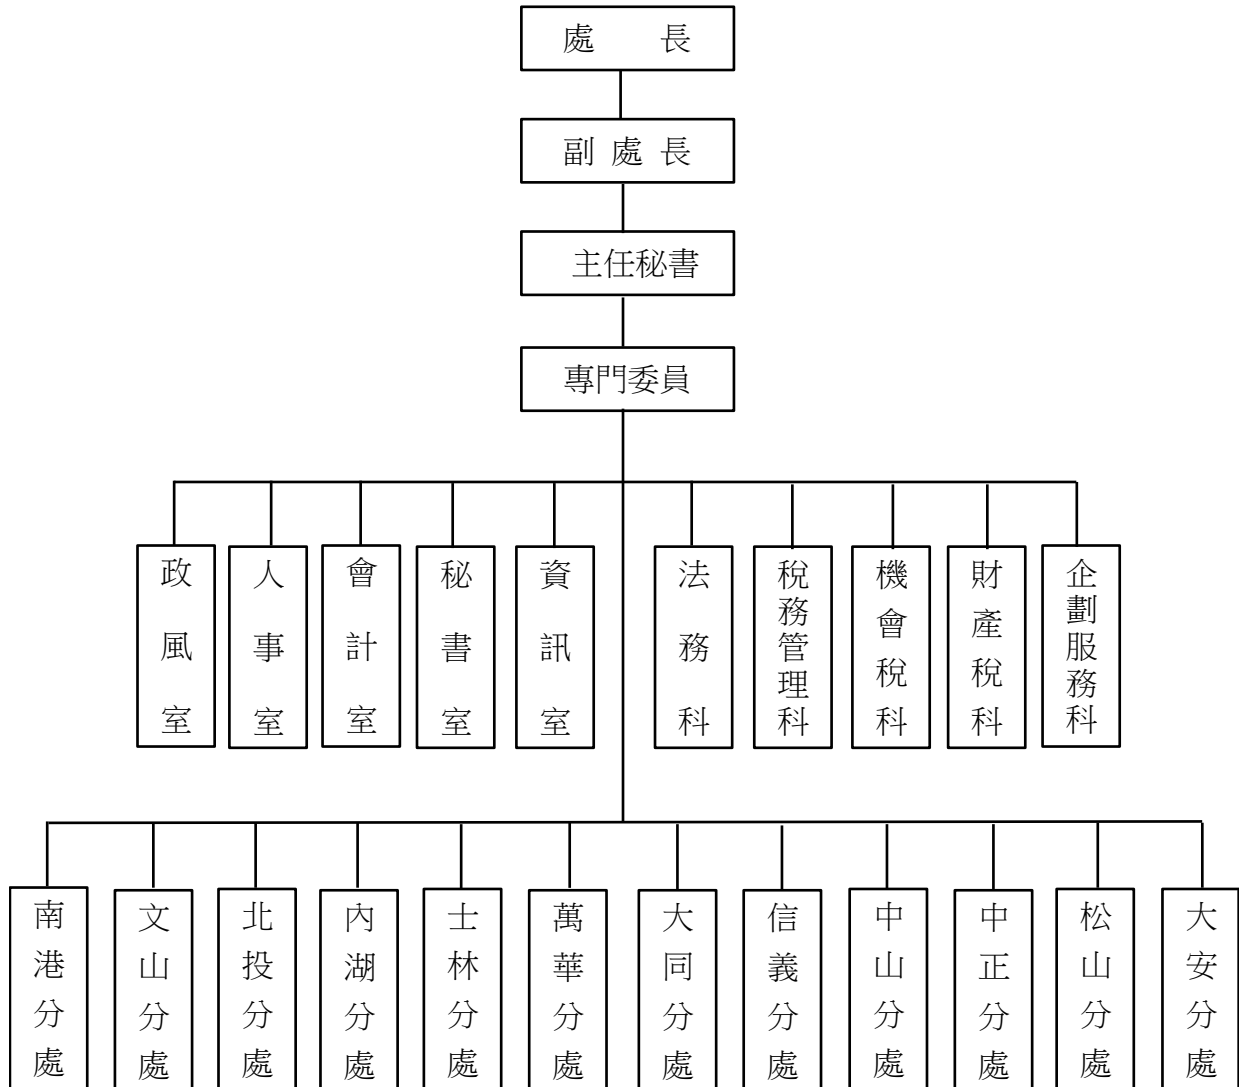 處 長
副處長
主任秘書
專門委員
政風室
人事室
會計室
秘書室
資訊室
法務科
稅務管理科
機會稅科
財產稅科
企劃服務科
南港分處
文山分處
北投分處
內湖分處
士林分處
萬華分處
大同分處
信義分處
中山分處
中正分處
松山分處
大安分處